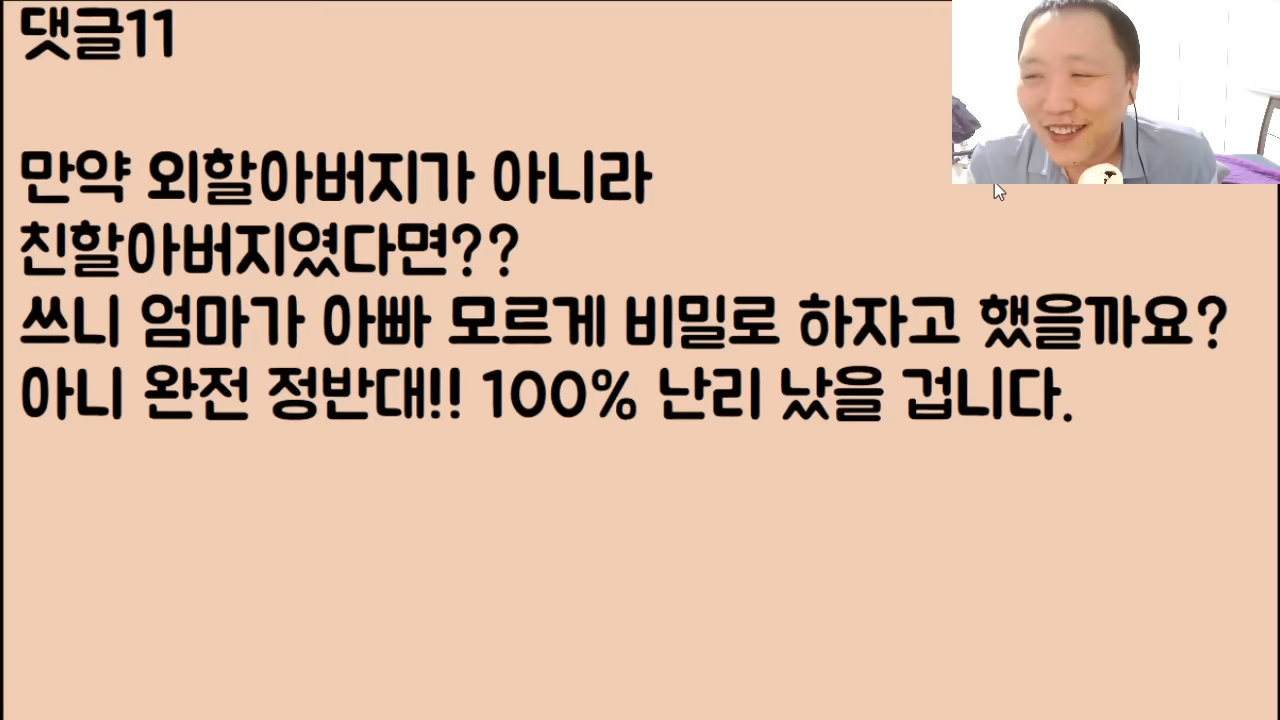 댓글11
만약 외할아버지가 아니라
친할아버지였다면??
쓰니 엄마가 아빠 모르게 비밀로 하자고 했을까요?
아니 완전 정반대!! 100% 난리 났을 겁니다.